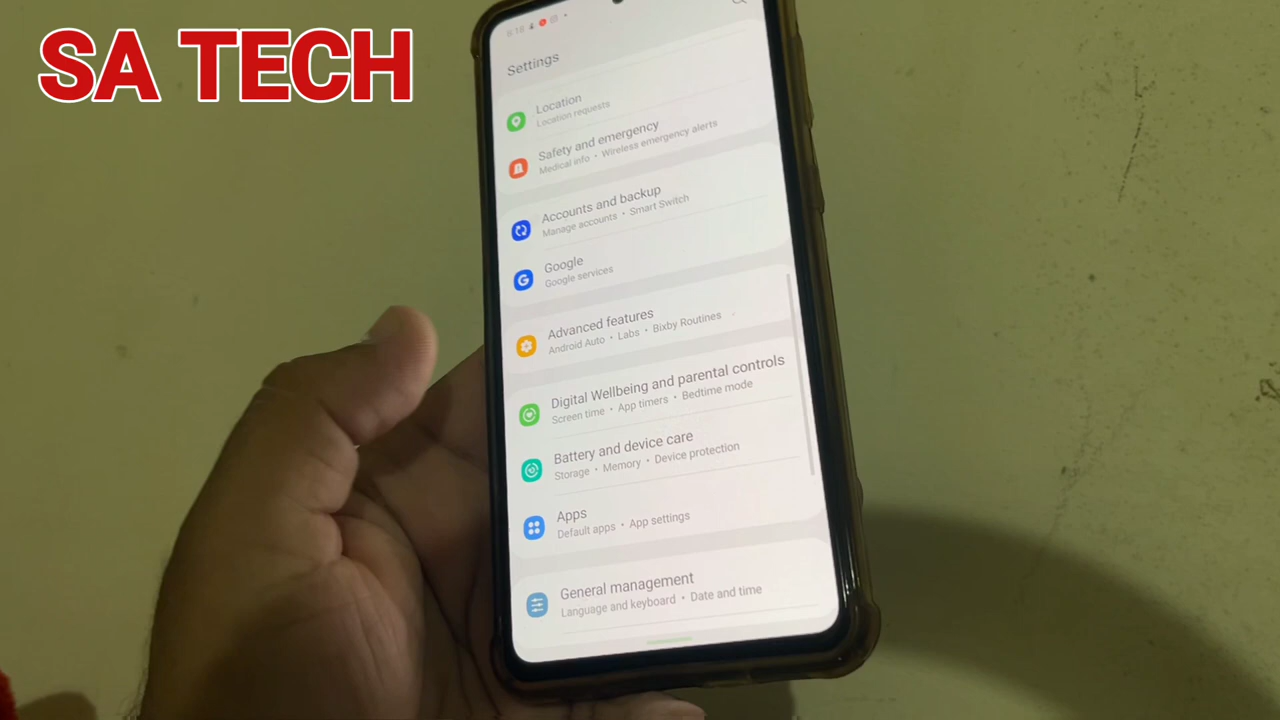 SA TECH
8:18
Settings
Location
Location requests
Safety and emergency
Medical info • Wireless emergency alerts
Accounts and backup
Manage accounts • Smart Switch
Google
Google services
Advanced features
Android Auto • Labs • Bixby Routines
Digital Wellbeing and parental controls
Screen time • App timers • Bedtime mode
Battery and device care
Storage • Memory • Device protection
Apps
Default apps • App settings
General management
Language and keyboard • Date and time